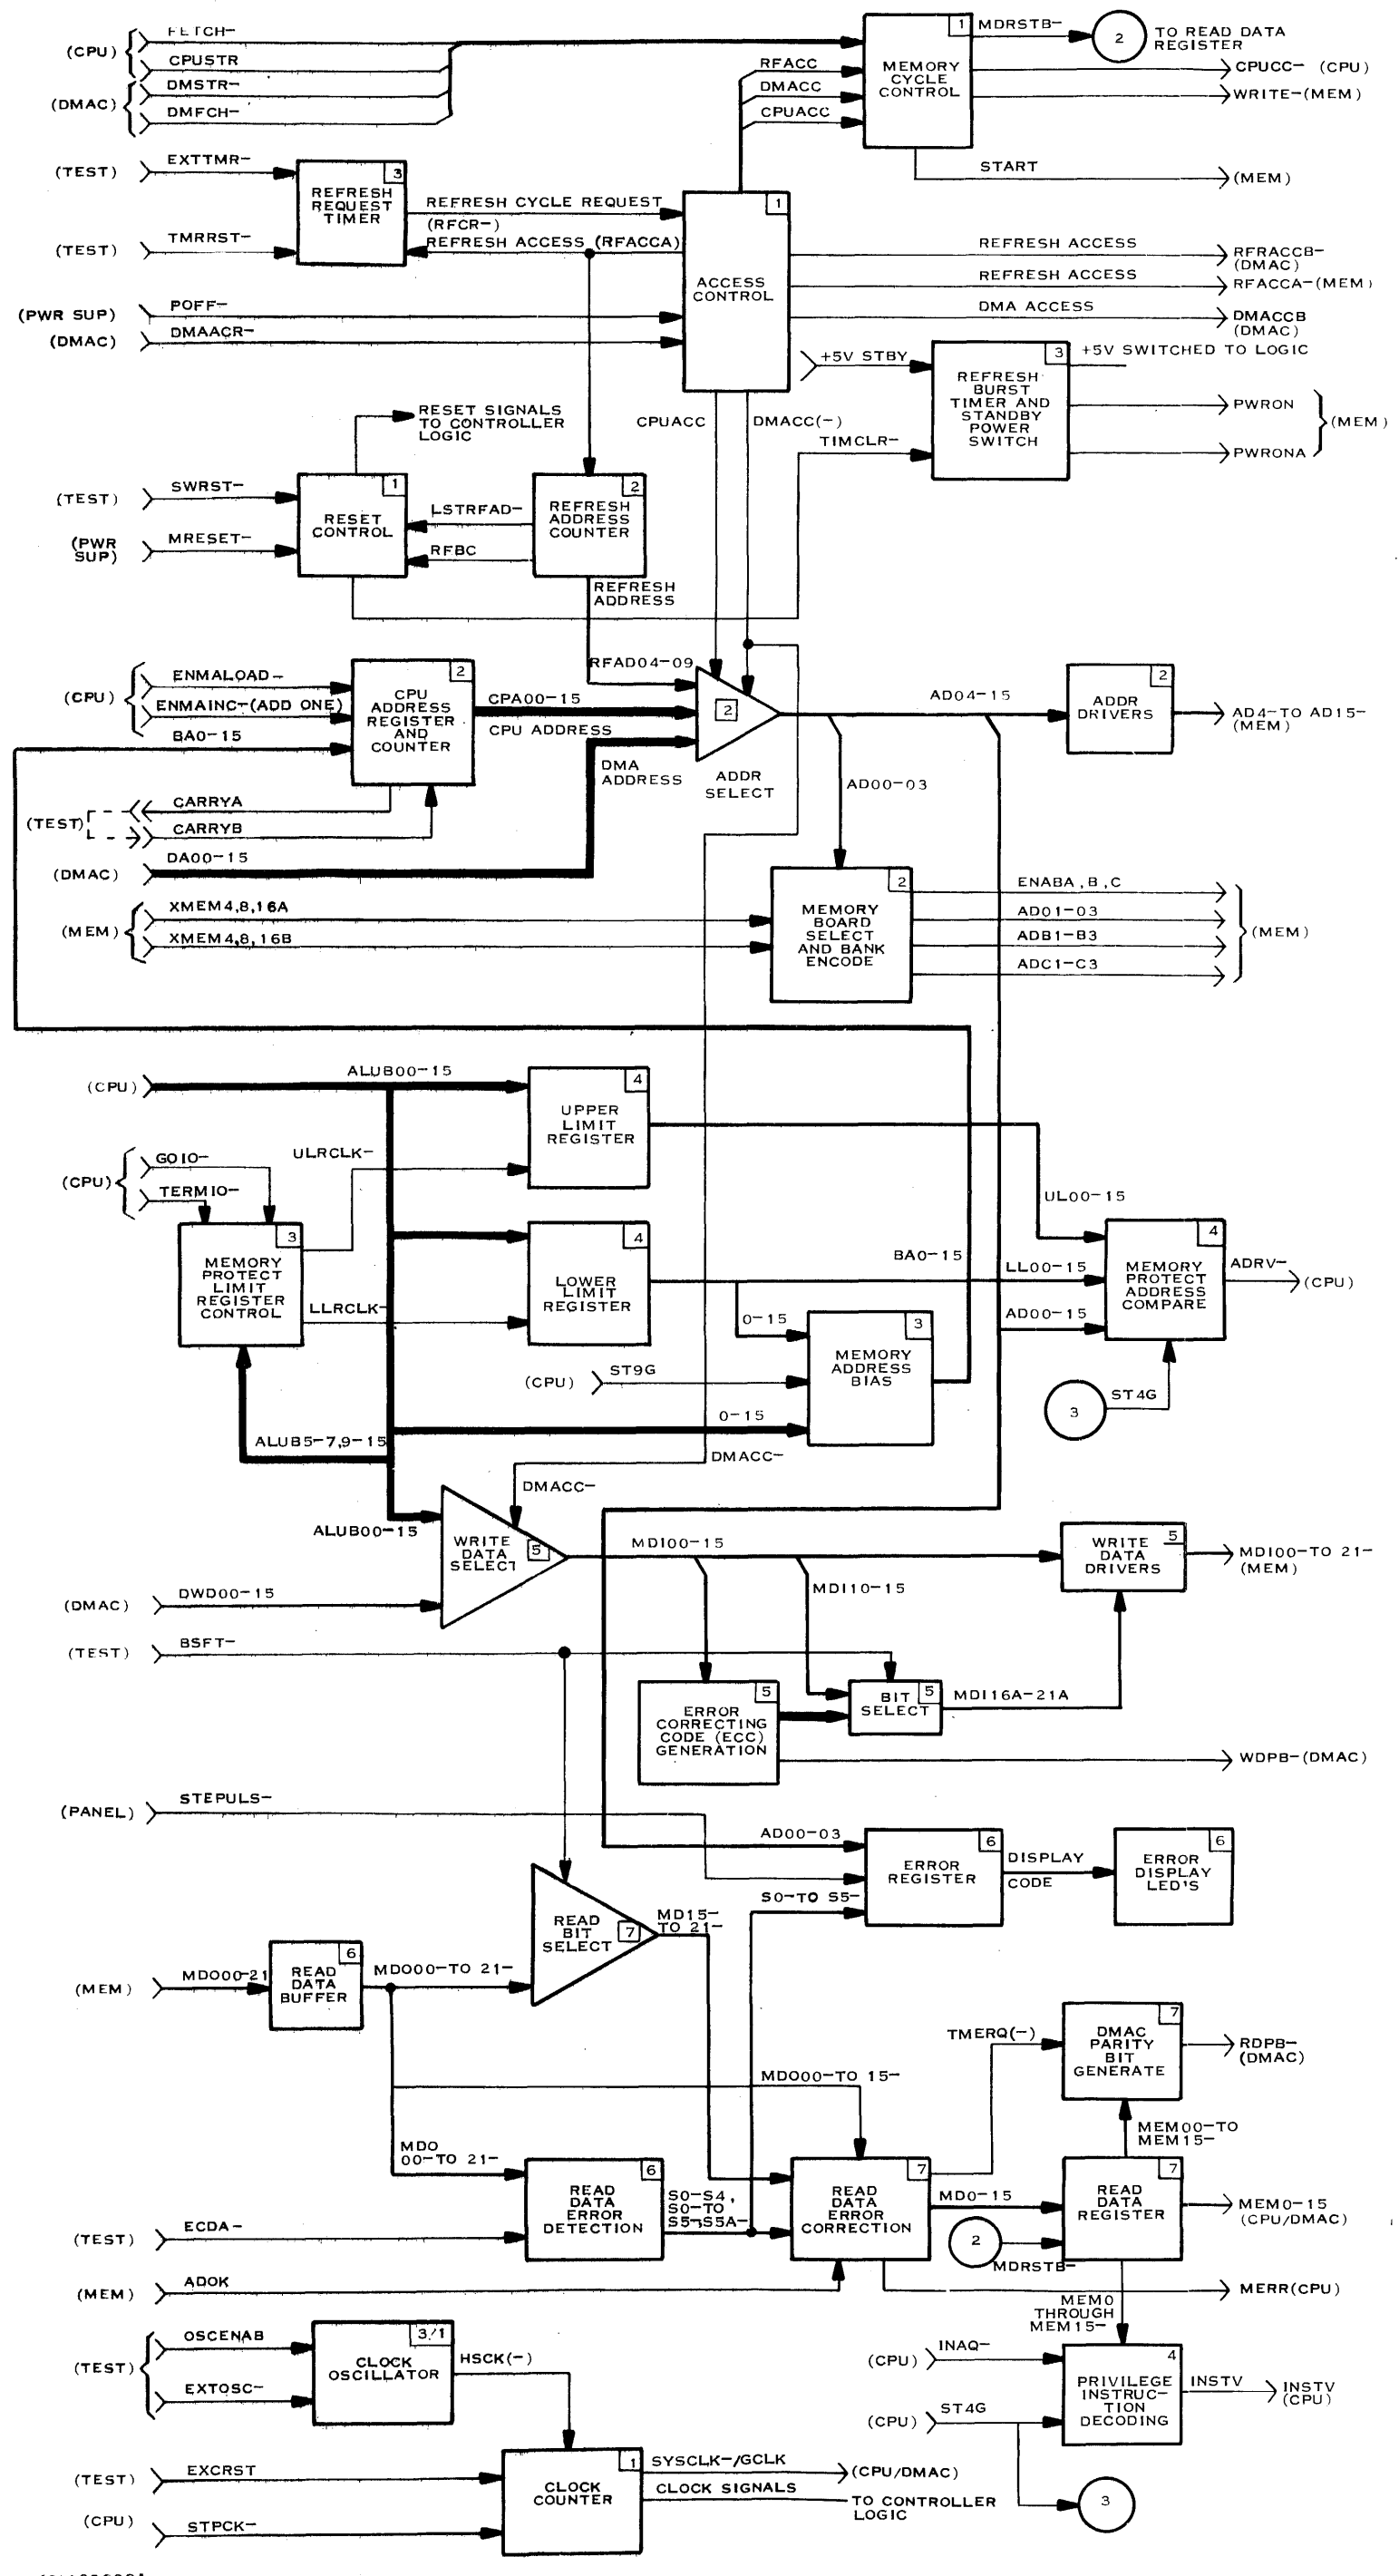 (CPU)
FETCH-
CPUSTR
(DMAC)
DMSTR-
DMFCH-
RFACC
DMACC
CPUACC
1
MEMORY
CYCLE
CONTROL
MDRSTB-
2
TO READ DATA
REGISTER
CPUCC- (CPU)
WRITE-(MEM)
START
(MEM)
(TEST)
EXTTMR-
(TEST)
TMRRST-
3
REFRESH
REQUEST
TIMER
REFRESH CYCLE REQUEST
(RFCR-)
REFRESH ACCESS (RFACCA)
(PWR SUP)
POFF-
(DMAC)
DMAACR-
1
ACCESS
CONTROL
REFRESH ACCESS
RFRACCB-
(DMAC)
REFRESH ACCESS
RFACCA-(MEM)
DMA ACCESS
DMACCB
(DMAC)
+5V STBY
3
REFRESH
BURST
TIMER AND
STANDBY
POWER
SWITCH
+5V SWITCHED TO LOGIC
PWRON
(MEM)
PWRONA
CPUACC
DMACC(-)
TIMCLR-
RESET SIGNALS
TO CONTROLLER
LOGIC
(TEST)
SWRST-
(PWR
SUP)
MRESET-
1
RESET
CONTROL
LSTRFAD-
RFBC
2
REFRESH
ADDRESS
COUNTER
REFRESH
ADDRESS
RFAD04-09
(CPU)
ENMALOAD-
ENMAINC-(ADD ONE)
BA0-15
2
CPU
ADDRESS
REGISTER
AND
COUNTER
CPA00-15
CPU ADDRESS
DMA
ADDRESS
2
ADDR
SELECT
AD04-15
2
ADDR
DRIVERS
AD4-TO AD15-
(MEM)
AD00-03
(TEST)
CARRYA
CARRYB
(DMAC)
DA00-15
(MEM)
XMEM4,8,16A
XMEM4,8,16B
2
MEMORY
BOARD
SELECT
AND BANK
ENCODE
ENABA,B,C
AD01-03
ADB1-B3
ADC1-C3
(MEM)
(CPU)
ALUB00-15
4
UPPER
LIMIT
REGISTER
(CPU)
GOIO-
TERMIO-
ULRCLK-
3
MEMORY
PROTECT
LIMIT
REGISTER
CONTROL
LLRCLK-
4
LOWER
LIMIT
REGISTER
UL00-15
BA0-15
LL00-15
AD00-15
4
MEMORY
PROTECT
ADDRESS
COMPARE
ADRV-
(CPU)
0-15
3
MEMORY
ADDRESS
BIAS
(CPU)
ST9G
0-15
3
ST4G
ALUB5-7,9-15
DMACC-
DMACC-
ALUB00-15
WRITE
DATA
SELECT
5
(DMAC)
DWD00-15
MDI00-15
MDI10-15
5
WRITE
DATA
DRIVERS
MDI00-TO 21-
(MEM)
(TEST)
BSFT-
5
ERROR
CORRECTING
CODE (ECC)
GENERATION
5
BIT
SELECT
MDI16A-21A
WDPB-(DMAC)
(PANEL)
STEPULS-
AD00-03
S0-TO S5-
6
ERROR
REGISTER
DISPLAY
CODE
6
ERROR
DISPLAY
LED'S
READ
BIT
SELECT
7
MD15-
TO 21-
(MEM)
MDO00-21
6
READ
DATA
BUFFER
MDO00-TO 21-
TMERQ(-)
7
DMAC
PARITY
BIT
GENERATE
RDPB-
(DMAC)
MDO00-TO 15-
MEM00-TO
MEM15-
MDO
00-TO 21-
6
READ
DATA
ERROR
DETECTION
S0-S4,
S0-TO
S5-,S5A-
7
READ
DATA
ERROR
CORRECTION
MD0-15
7
READ
DATA
REGISTER
MEM0-15
(CPU/DMAC)
(TEST)
ECDA-
2
MDRSTB-
(MEM)
ADOK
MERR(CPU)
MEM0
THROUGH
MEM15-
(TEST)
OSCENAB
EXTOSC-
3/1
CLOCK
OSCILLATOR
HSCK(-)
(CPU)
INAQ-
4
PRIVILEGE
INSTRUC-
TION
DECODING
INSTV
INSTV
(CPU)
(CPU)
ST4G
(TEST)
EXCRST
(CPU)
STPCK-
1
CLOCK
COUNTER
SYSCLK-/GCLK
(CPU/DMAC)
CLOCK SIGNALS
TO CONTROLLER
LOGIC
3